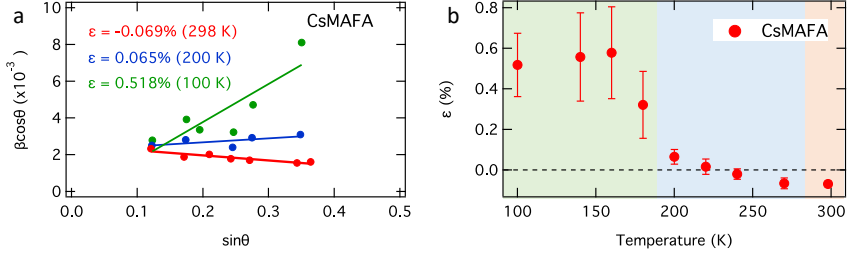 a
CsMAFA
ε = -0.069% (298 K)
ε = 0.065% (200 K)
ε = 0.518% (100 K)
βcosθ (x10⁻³)
10
8
6
4
2
0
0.0
0.1
0.2
0.3
0.4
0.5
sinθ
b
CsMAFA
ε (%)
0.8
0.6
0.4
0.2
0.0
100
150
200
250
300
Temperature (K)